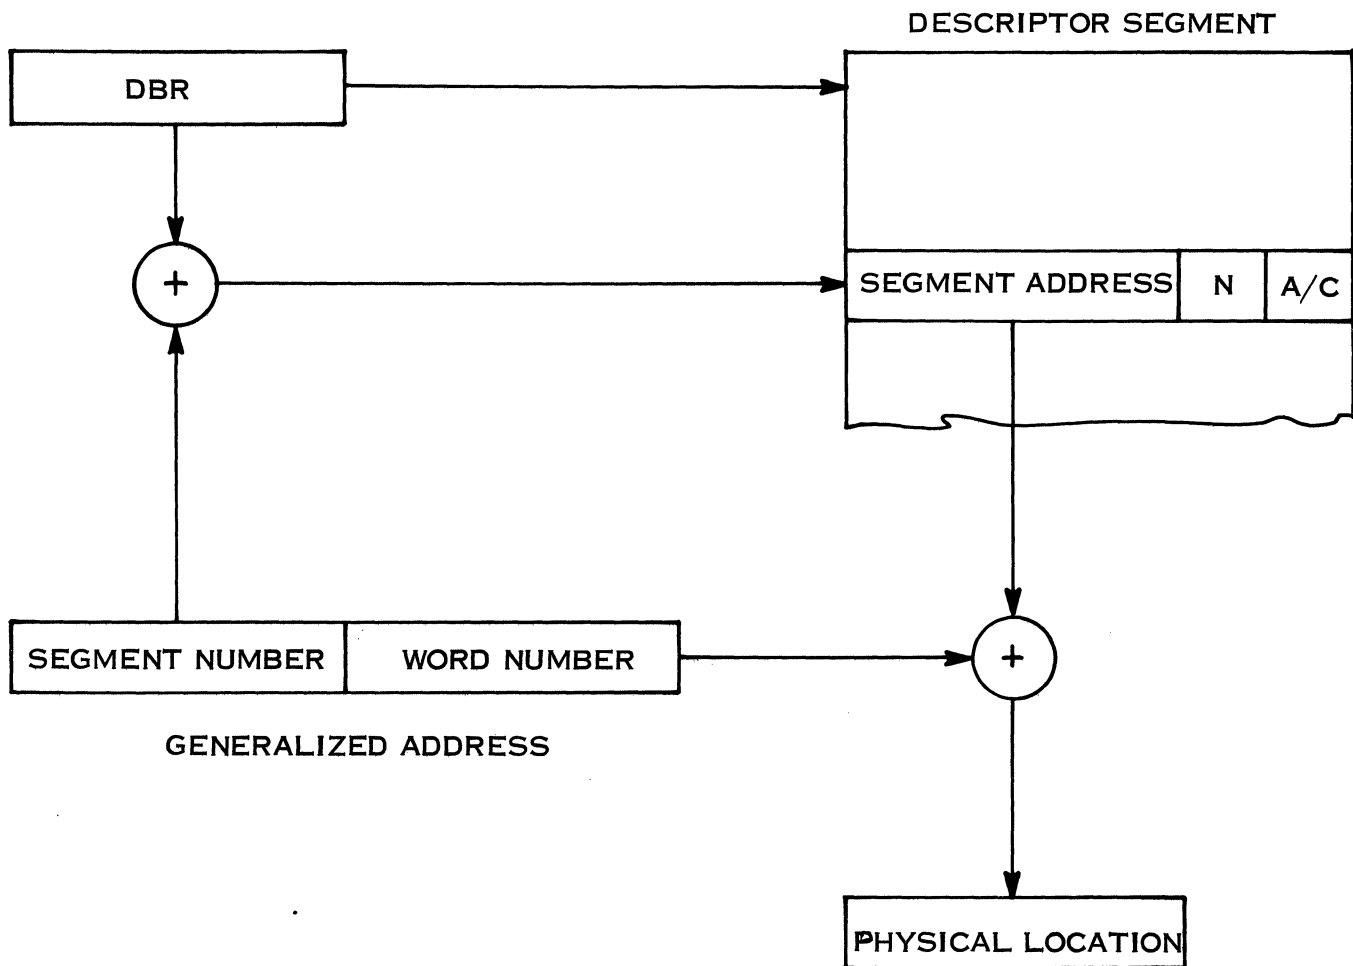 DESCRIPTOR SEGMENT
DBR
+
SEGMENT ADDRESS N A/C
SEGMENT NUMBER WORD NUMBER
+
GENERALIZED ADDRESS
PHYSICAL LOCATION